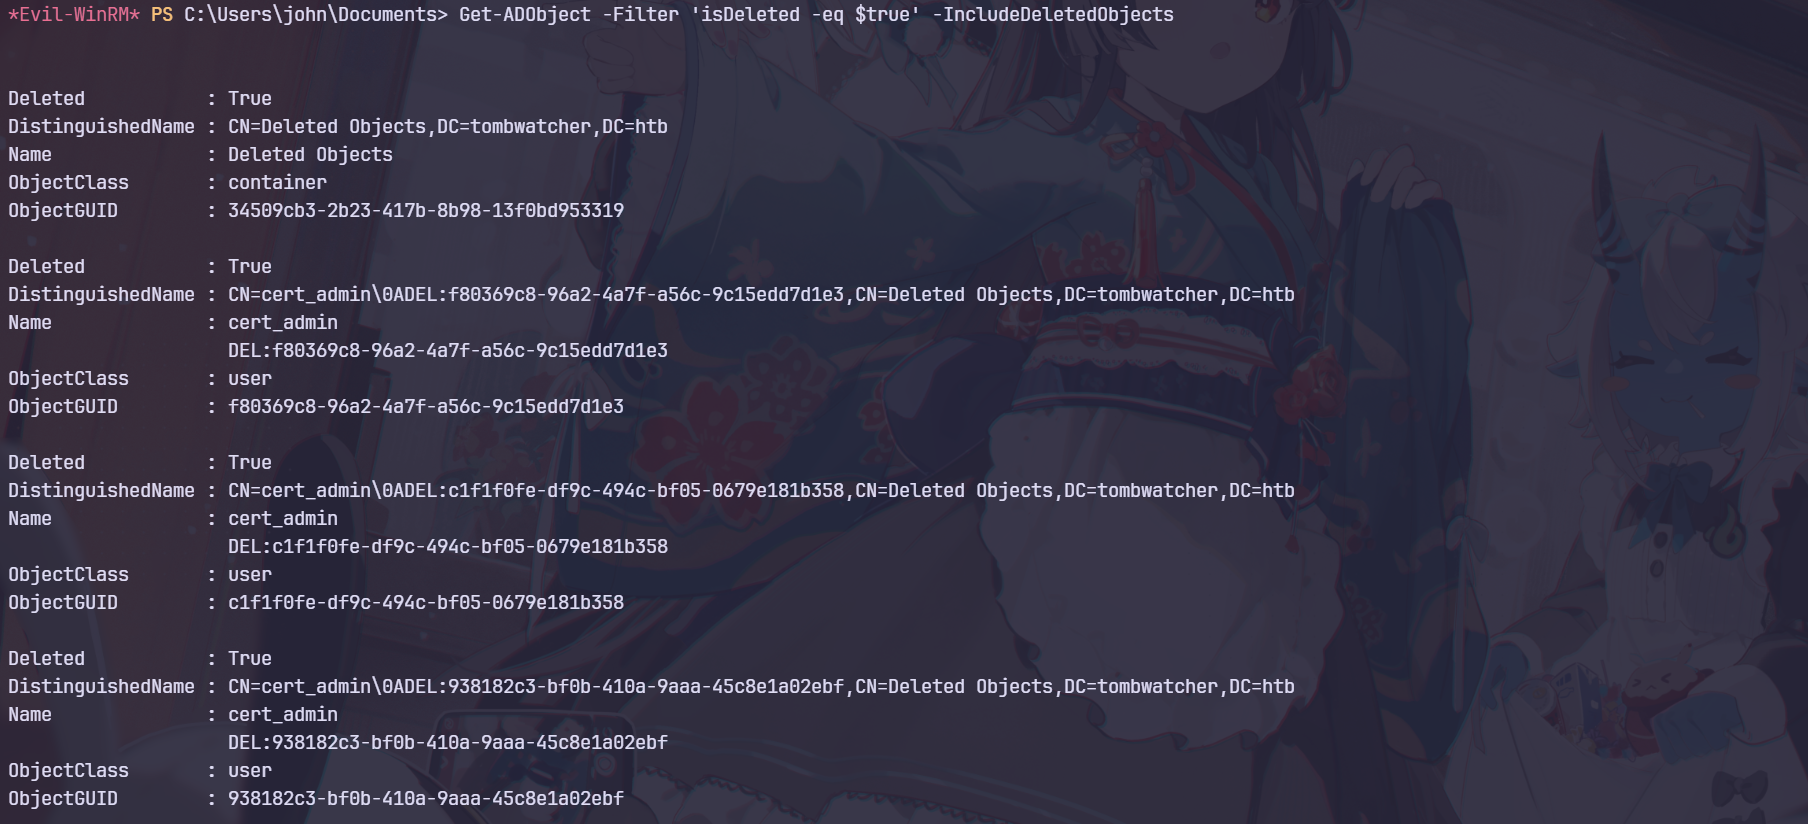 *Evil-WinRM* PS C:\Users\john\Documents> Get-ADObject -Filter 'isDeleted -eq $true' -IncludeDeletedObjects
Deleted : True
DistinguishedName : CN=Deleted Objects,DC=tombwatcher,DC=htb
Name : Deleted Objects
ObjectClass : container
ObjectGUID : 34509cb3-2b23-417b-8b98-13f0bd953319
Deleted : True
DistinguishedName : CN=cert_admin\0ADEL:f80369c8-96a2-4a7f-a56c-9c15edd7d1e3,CN=Deleted Objects,DC=tombwatcher,DC=htb
Name : cert_admin
DEL:f80369c8-96a2-4a7f-a56c-9c15edd7d1e3
ObjectClass : user
ObjectGUID : f80369c8-96a2-4a7f-a56c-9c15edd7d1e3
Deleted : True
DistinguishedName : CN=cert_admin\0ADEL:c1f1f0fe-df9c-494c-bf05-0679e181b358,CN=Deleted Objects,DC=tombwatcher,DC=htb
Name : cert_admin
DEL:c1f1f0fe-df9c-494c-bf05-0679e181b358
ObjectClass : user
ObjectGUID : c1f1f0fe-df9c-494c-bf05-0679e181b358
Deleted : True
DistinguishedName : CN=cert_admin\0ADEL:938182c3-bf0b-410a-9aaa-45c8e1a02ebf,CN=Deleted Objects,DC=tombwatcher,DC=htb
Name : cert_admin
DEL:938182c3-bf0b-410a-9aaa-45c8e1a02ebf
ObjectClass : user
ObjectGUID : 938182c3-bf0b-410a-9aaa-45c8e1a02ebf